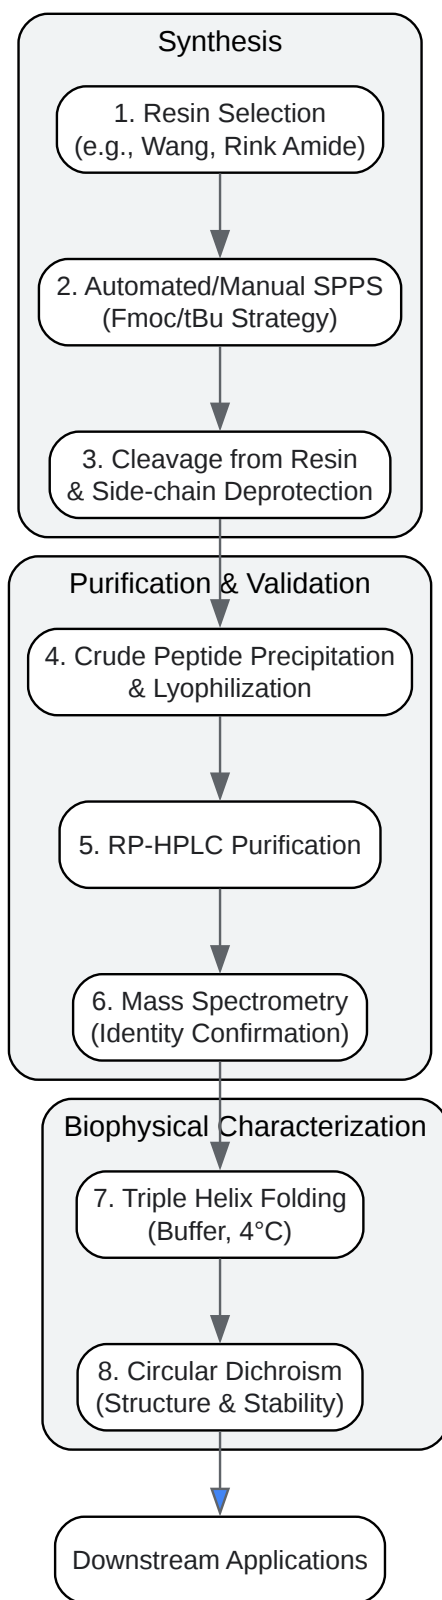 Synthesis
1. Resin Selection
(e.g., Wang, Rink Amide)
2. Automated/Manual SPPS
(Fmoc/tBu Strategy)
3. Cleavage from Resin
& Side-chain Deprotection
Purification & Validation
4. Crude Peptide Precipitation
& Lyophilization
5. RP-HPLC Purification
6. Mass Spectrometry
(Identity Confirmation)
Biophysical Characterization
7. Triple Helix Folding
(Buffer, 4°C)
8. Circular Dichroism
(Structure & Stability)
Downstream Applications